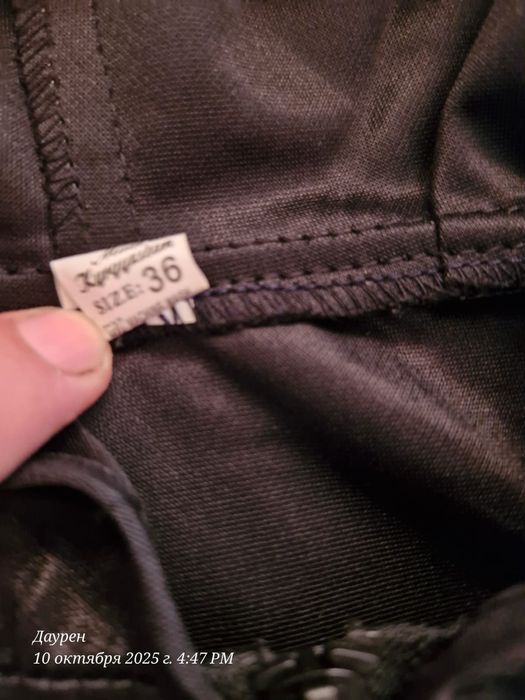 Kyrgyzstan
SIZE: 36
M
Даурен
10 октября 2025 г. 4:47 PM